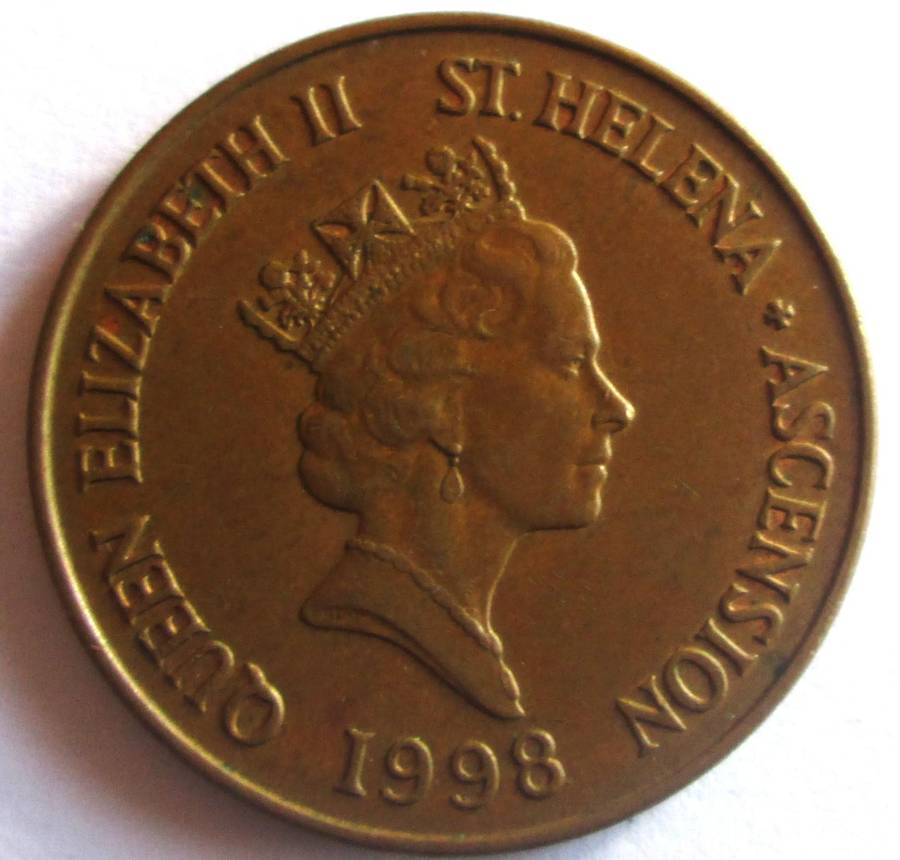 QUEEN ELIZABETH II
ST. HELENA * ASCENSION
1998